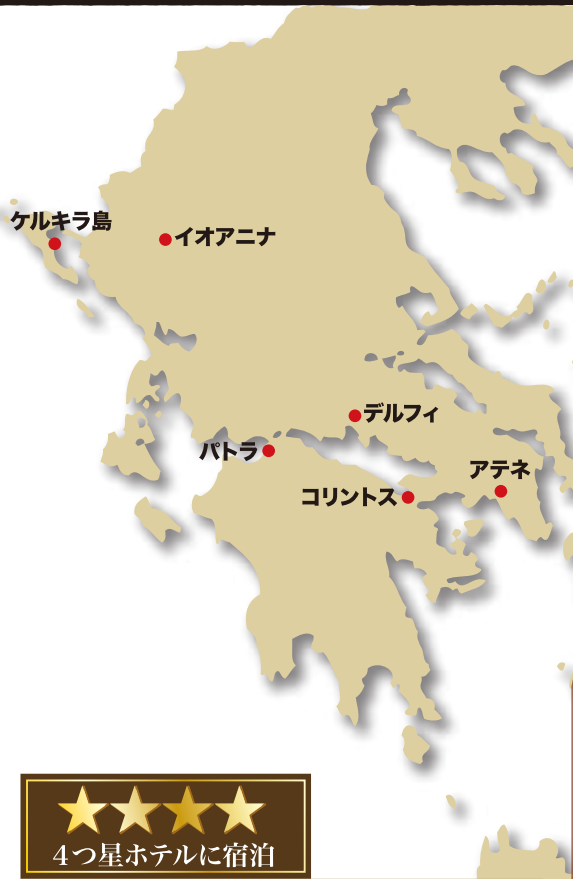 ケルキラ島
イオアニナ
デルフィ
パトラ
アテネ
コリントス
4つ星ホテルに宿泊